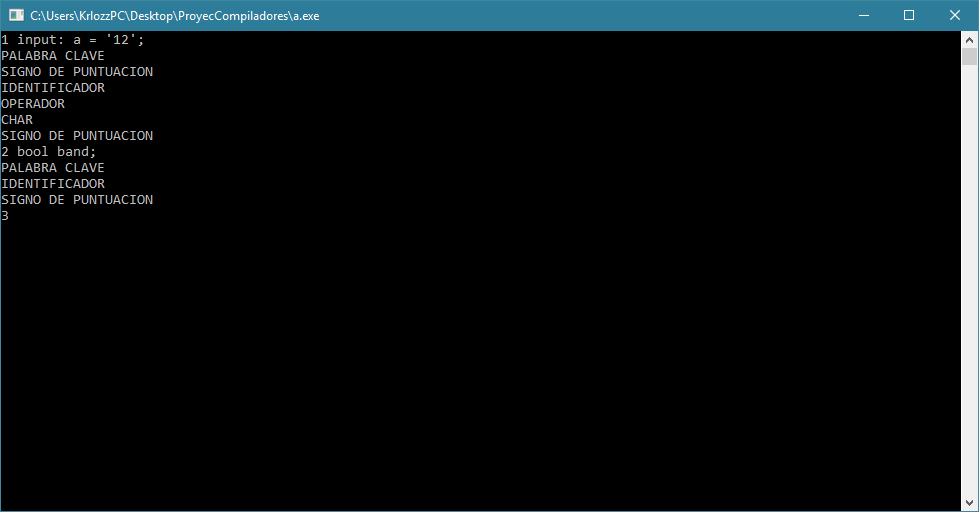 C:\Users\KrlozzPC\Desktop\ProyecCompiladores\a.exe
1 input: a = '12';
PALABRA CLAVE
SIGNO DE PUNTUACION
IDENTIFICADOR
OPERADOR
CHAR
SIGNO DE PUNTUACION
2 bool band;
PALABRA CLAVE
IDENTIFICADOR
SIGNO DE PUNTUACION
3